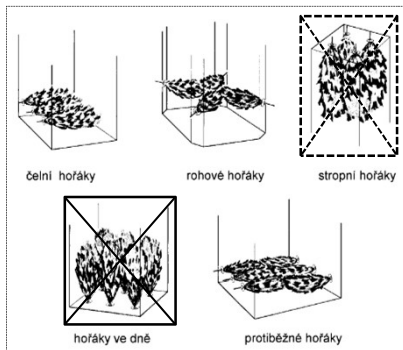 čelní hořáky
rohové hořáky
stropní hořáky
hořáky ve dně
protiběžné hořáky